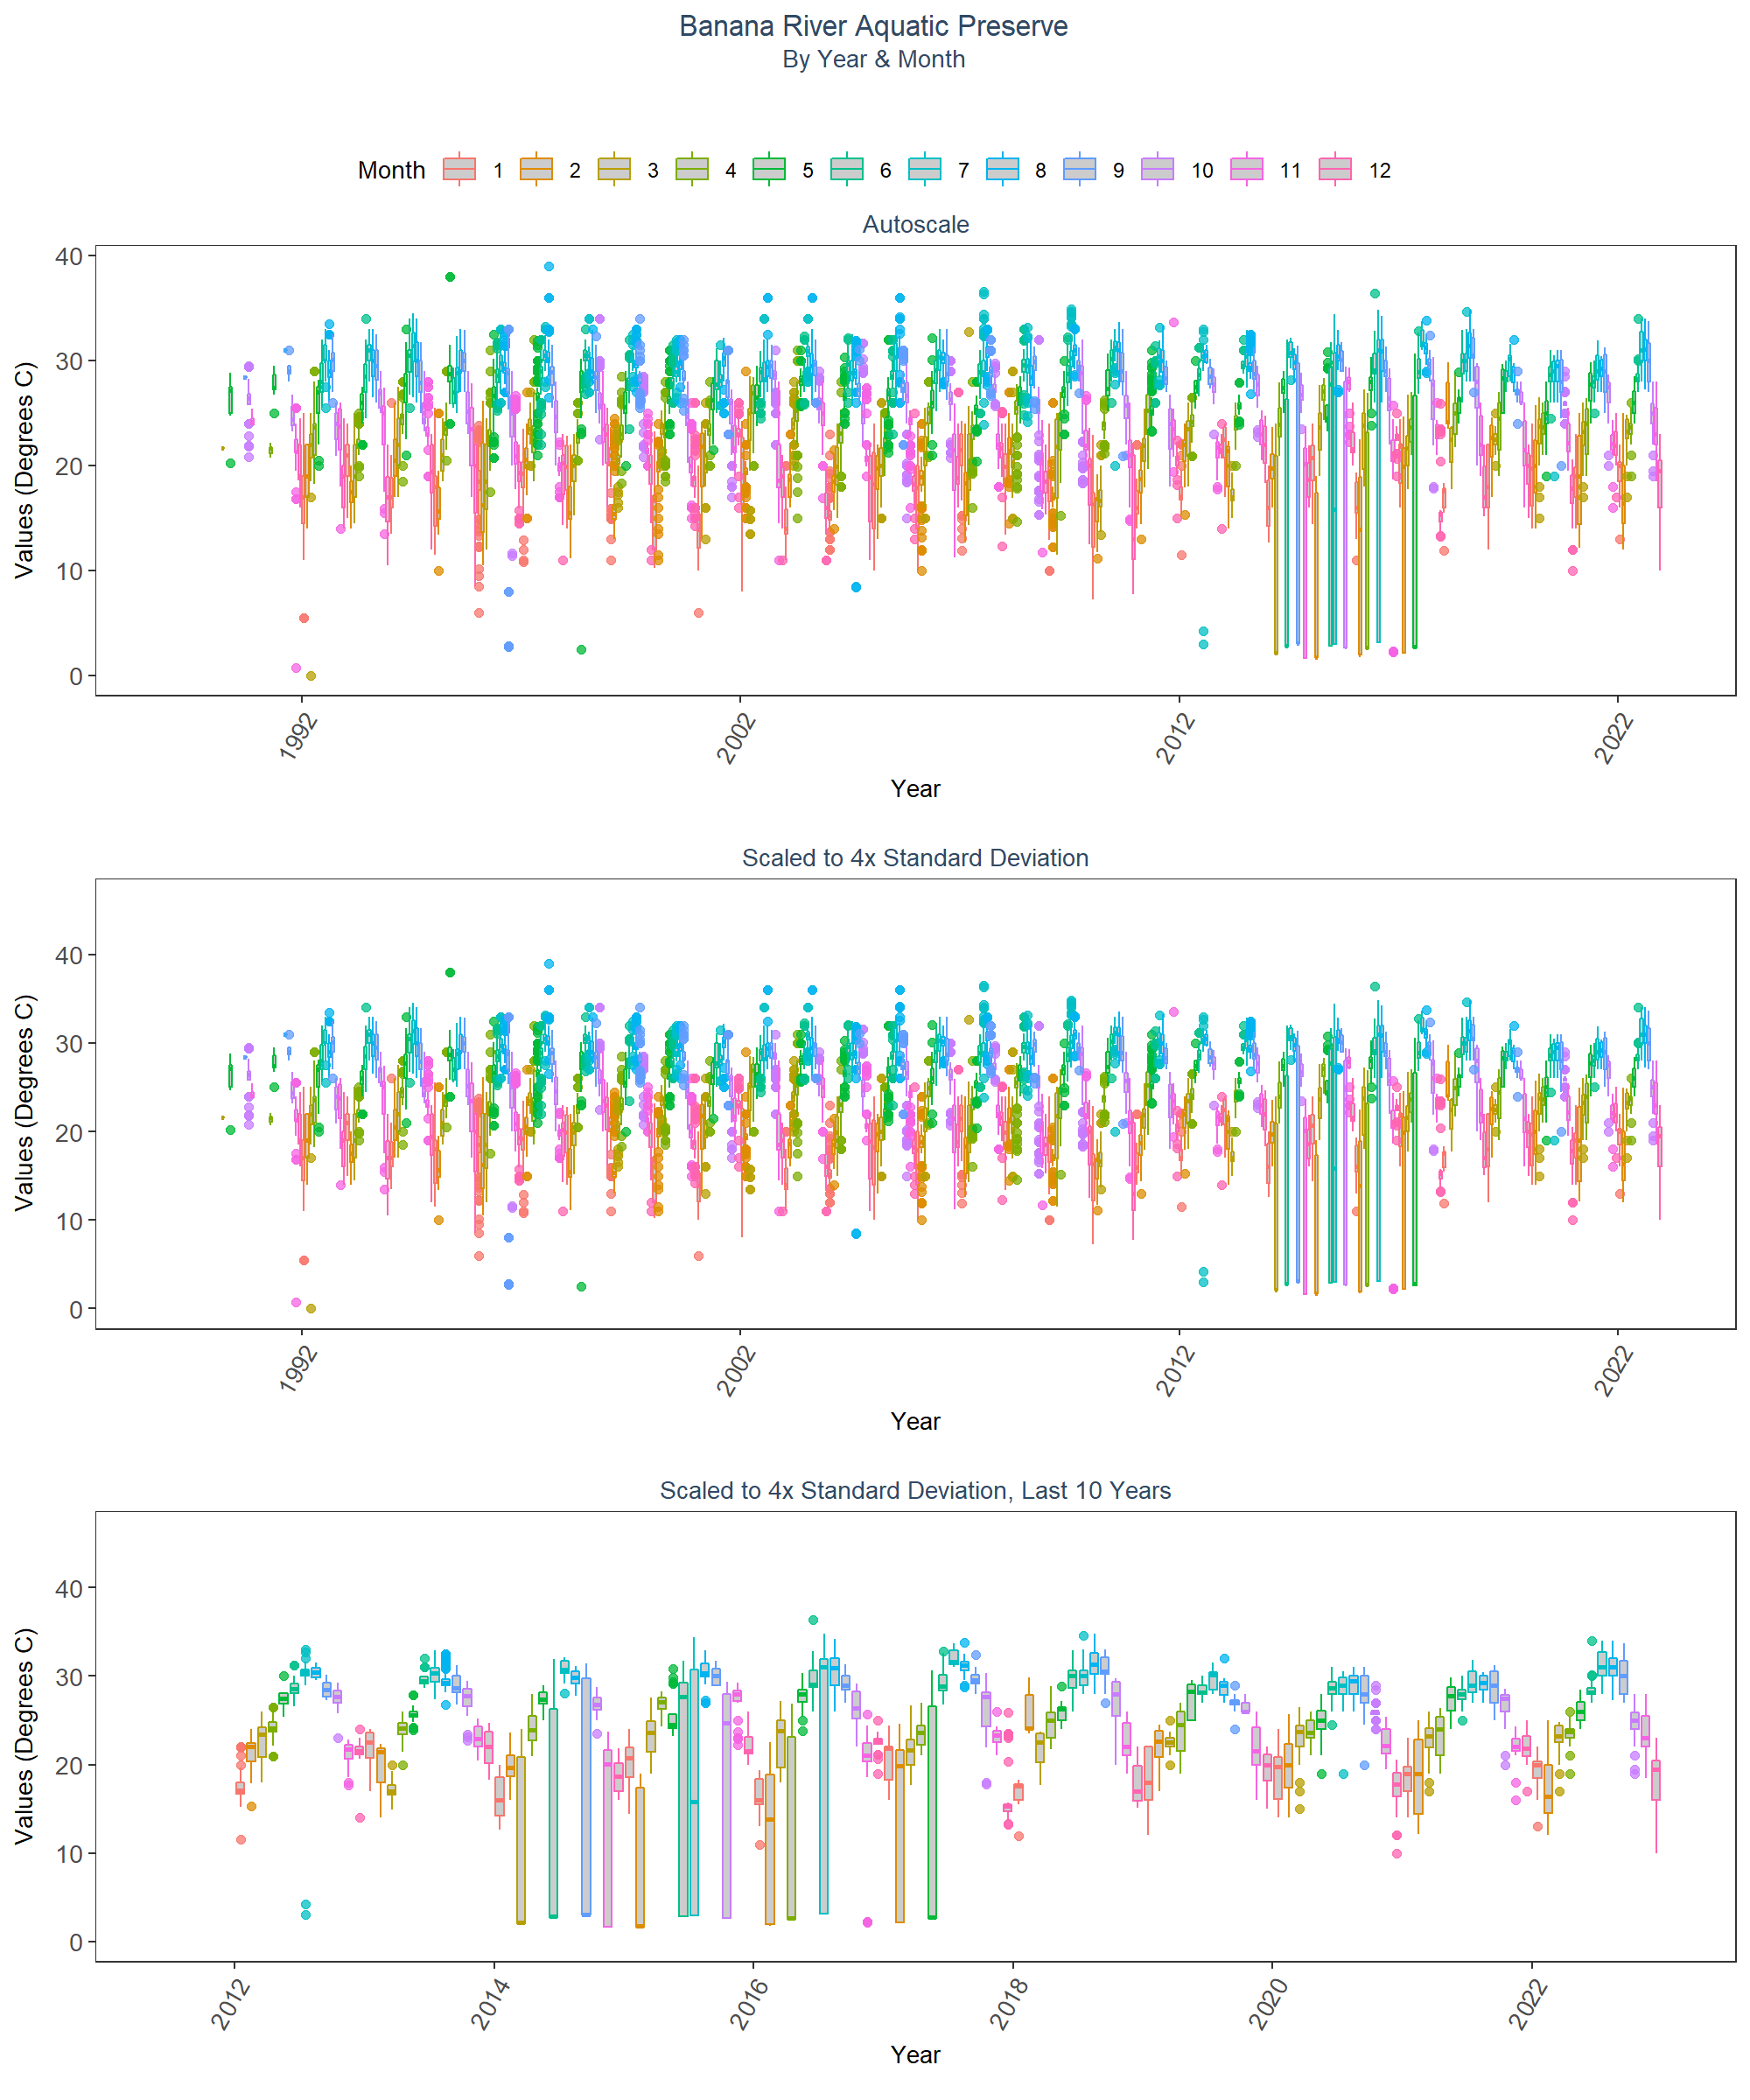 Banana River Aquatic Preserve
By Year & Month
Month 1 2 3 4 5 6 7 8 9 10 11 12
Autoscale
Values (Degrees C)
40
30
20
10
0
1992 2002 2012 2022
Year
Scaled to 4x Standard Deviation
Values (Degrees C)
40
30
20
10
0
1992 2002 2012 2022
Year
Scaled to 4x Standard Deviation, Last 10 Years
Values (Degrees C)
40
30
20
10
0
2012 2014 2016 2018 2020 2022
Year